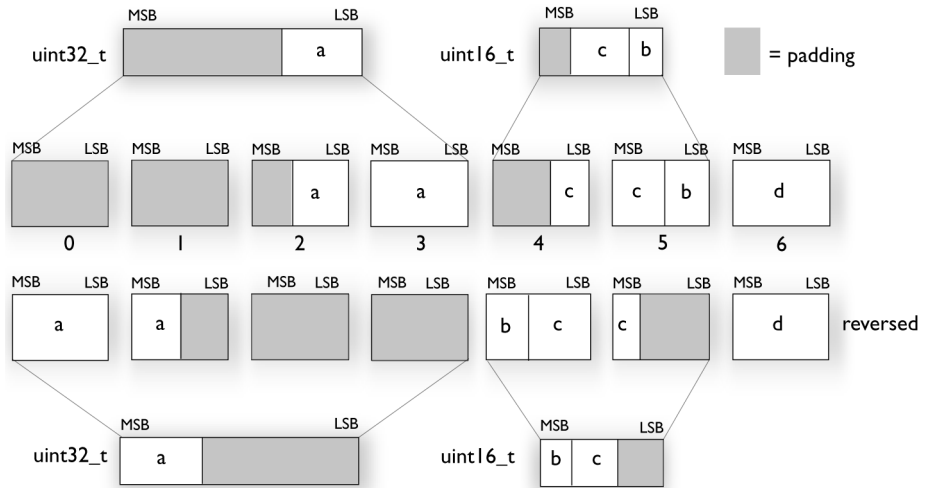 MSB LSB MSB LSB
uint32_t a uint16_t c b = padding
MSB LSB MSB LSB MSB LSB MSB LSB MSB LSB MSB LSB MSB LSB
a a c c b d
0 1 2 3 4 5 6
MSB LSB MSB LSB MSB LSB MSB LSB MSB LSB MSB LSB MSB LSB
a a b c c d reversed
MSB LSB MSB LSB
uint32_t a uint16_t b c